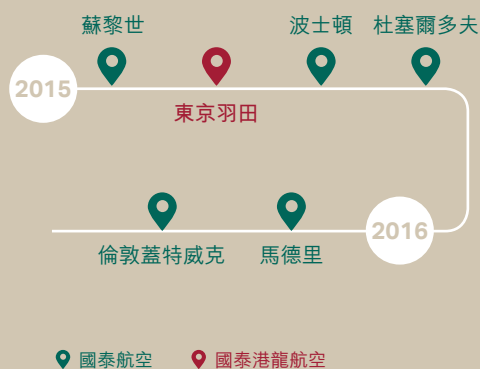 蘇黎世 波士頓 杜塞爾多夫
2015
東京羽田
2016
倫敦蓋特威克 馬德里
國泰航空 國泰港龍航空